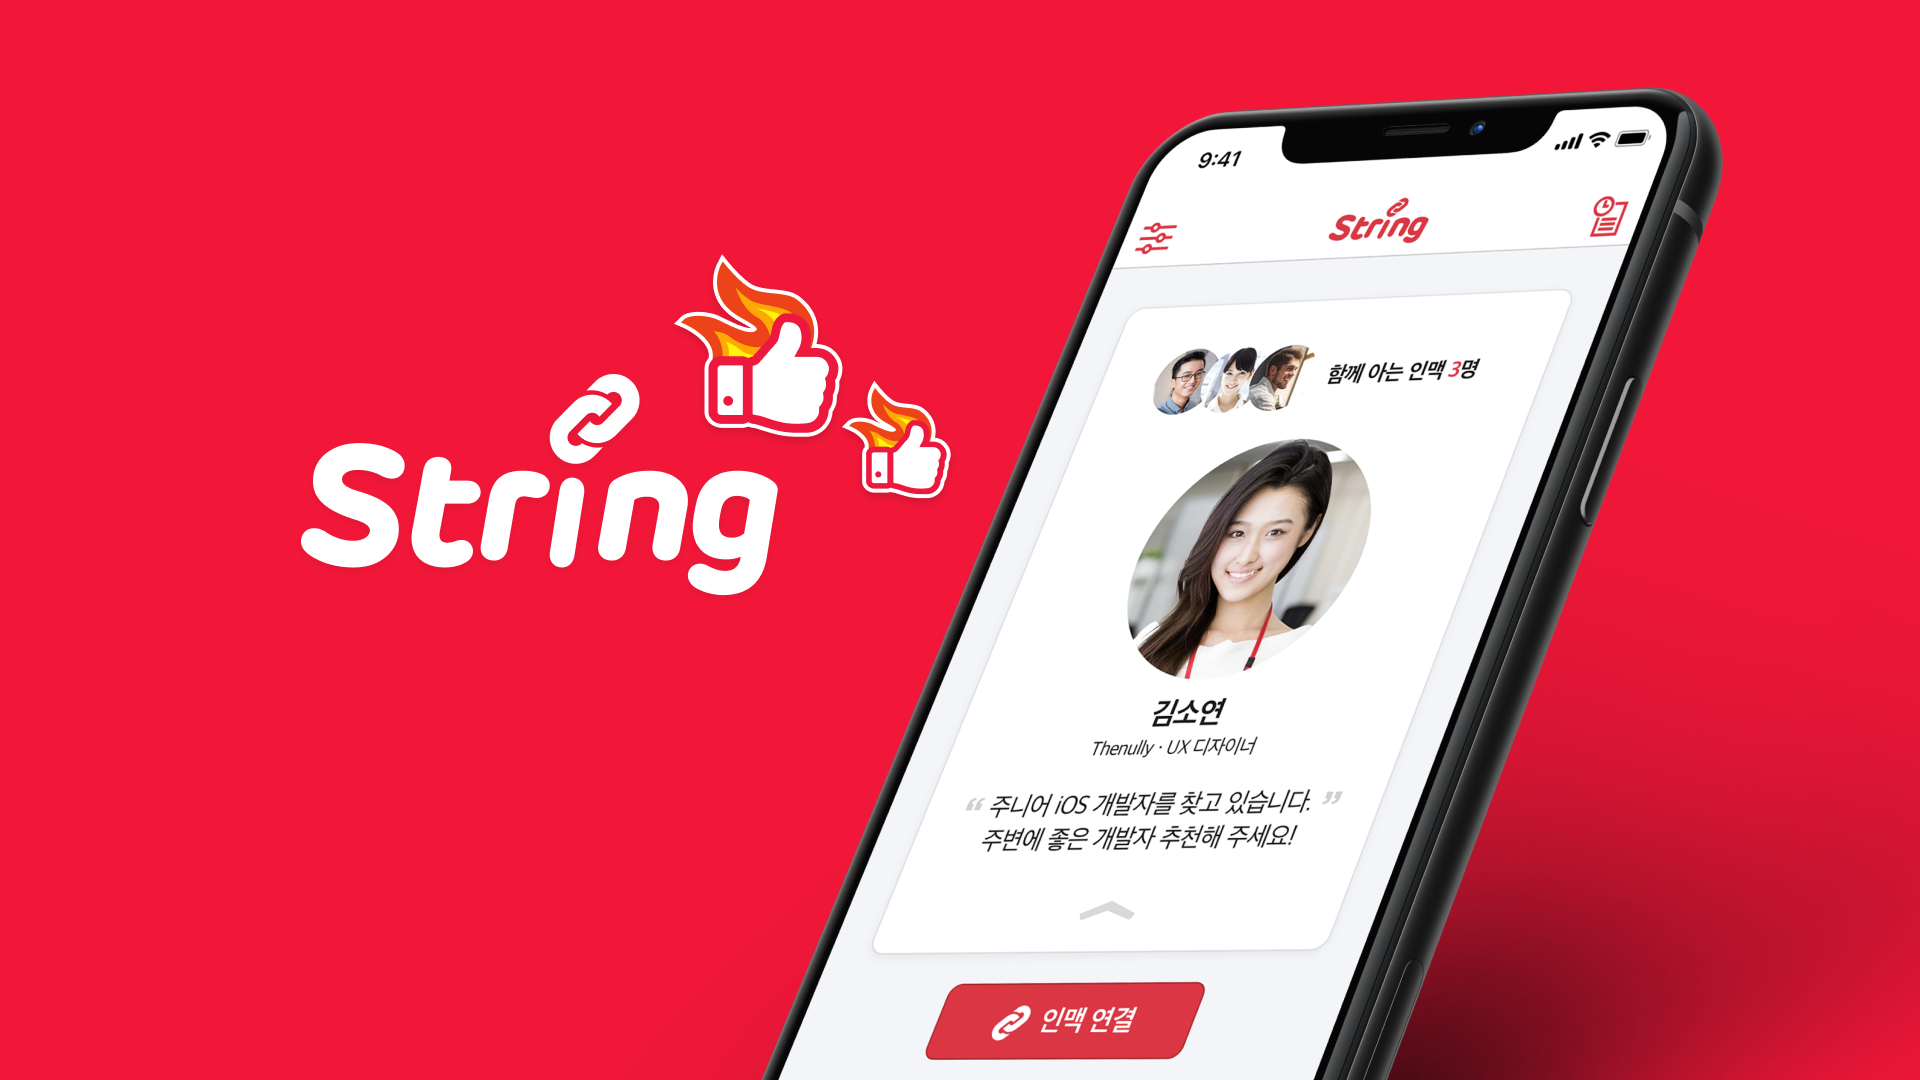 String
9:41
String
함께 아는 인맥 3명
김소연
Thenully · UX 디자이너
“ 주니어 iOS 개발자를 찾고 있습니다. ”
주변에 좋은 개발자 추천해 주세요!
인맥 연결